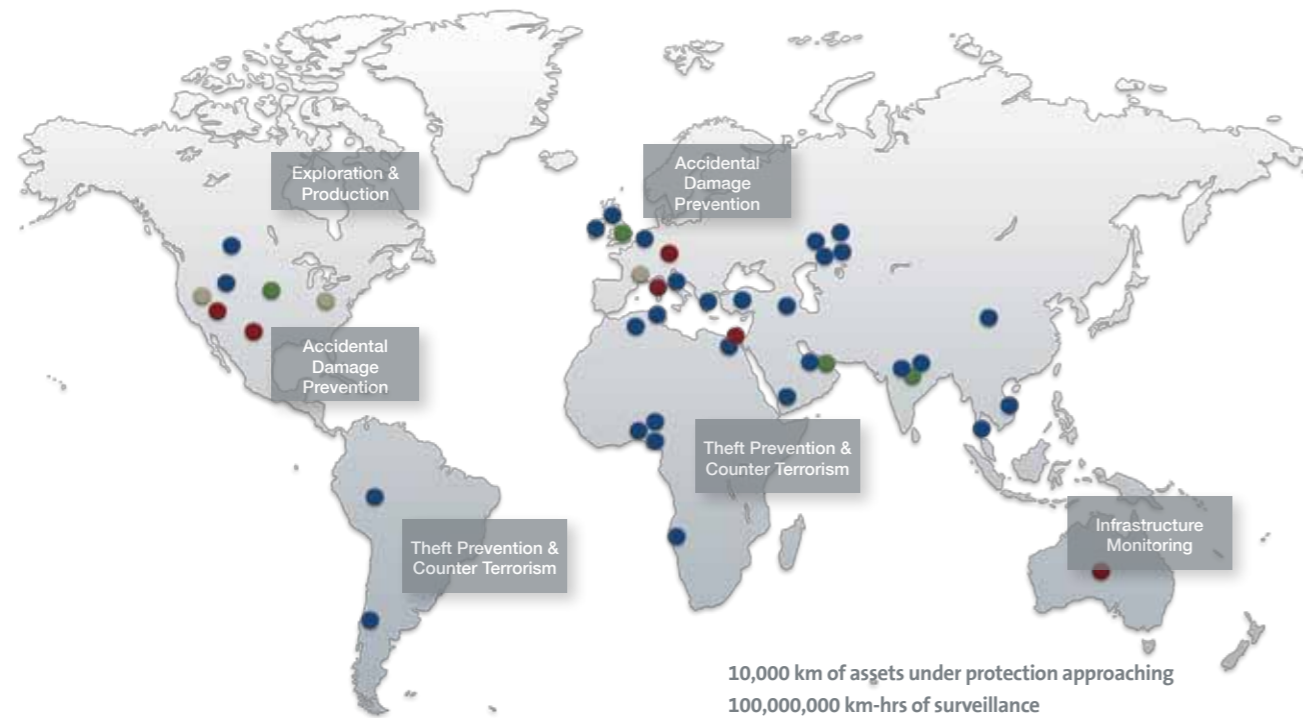 Exploration &
Production
Accidental
Damage
Prevention
Accidental
Damage
Prevention
Theft Prevention &
Counter Terrorism
Theft Prevention &
Counter Terrorism
Infrastructure
Monitoring
10,000 km of assets under protection approaching
100,000,000 km-hrs of surveillance